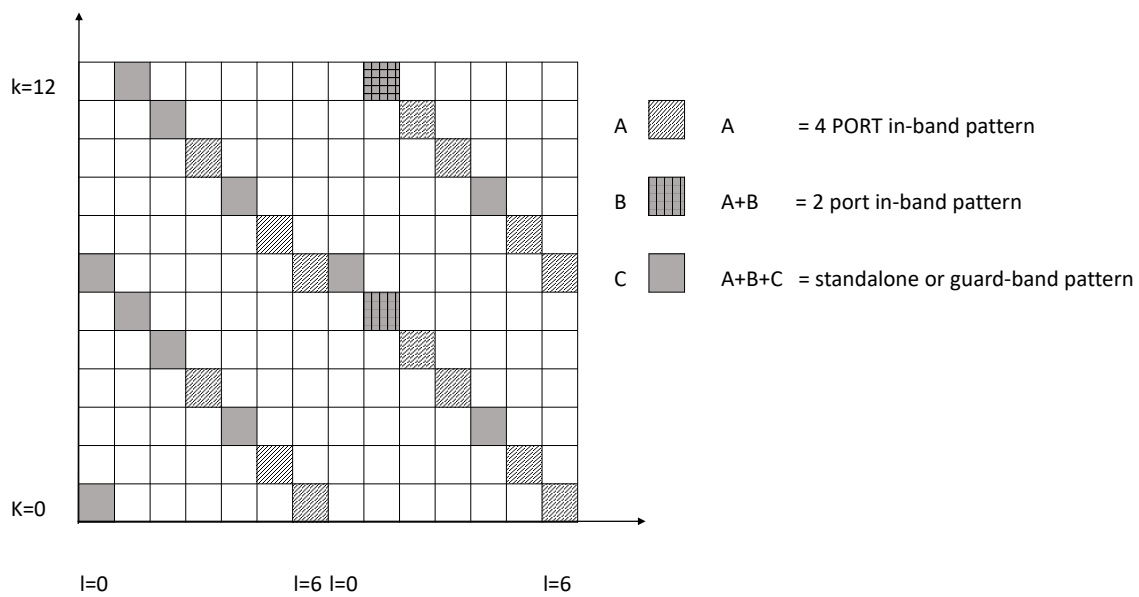 k=12
A A = 4 PORT in-band pattern
B A+B = 2 port in-band pattern
C A+B+C = standalone or guard-band pattern
K=0
l=0 l=6 l=0 l=6